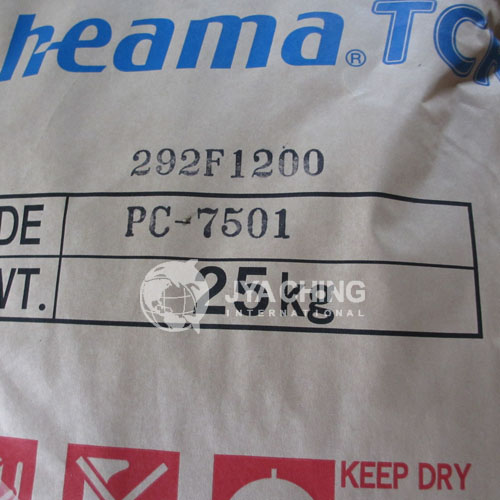 heama® TC
292F1200
DE PC-7501
WT. 25kg
JYA CHING
INTERNATIONAL
KEEP DRY